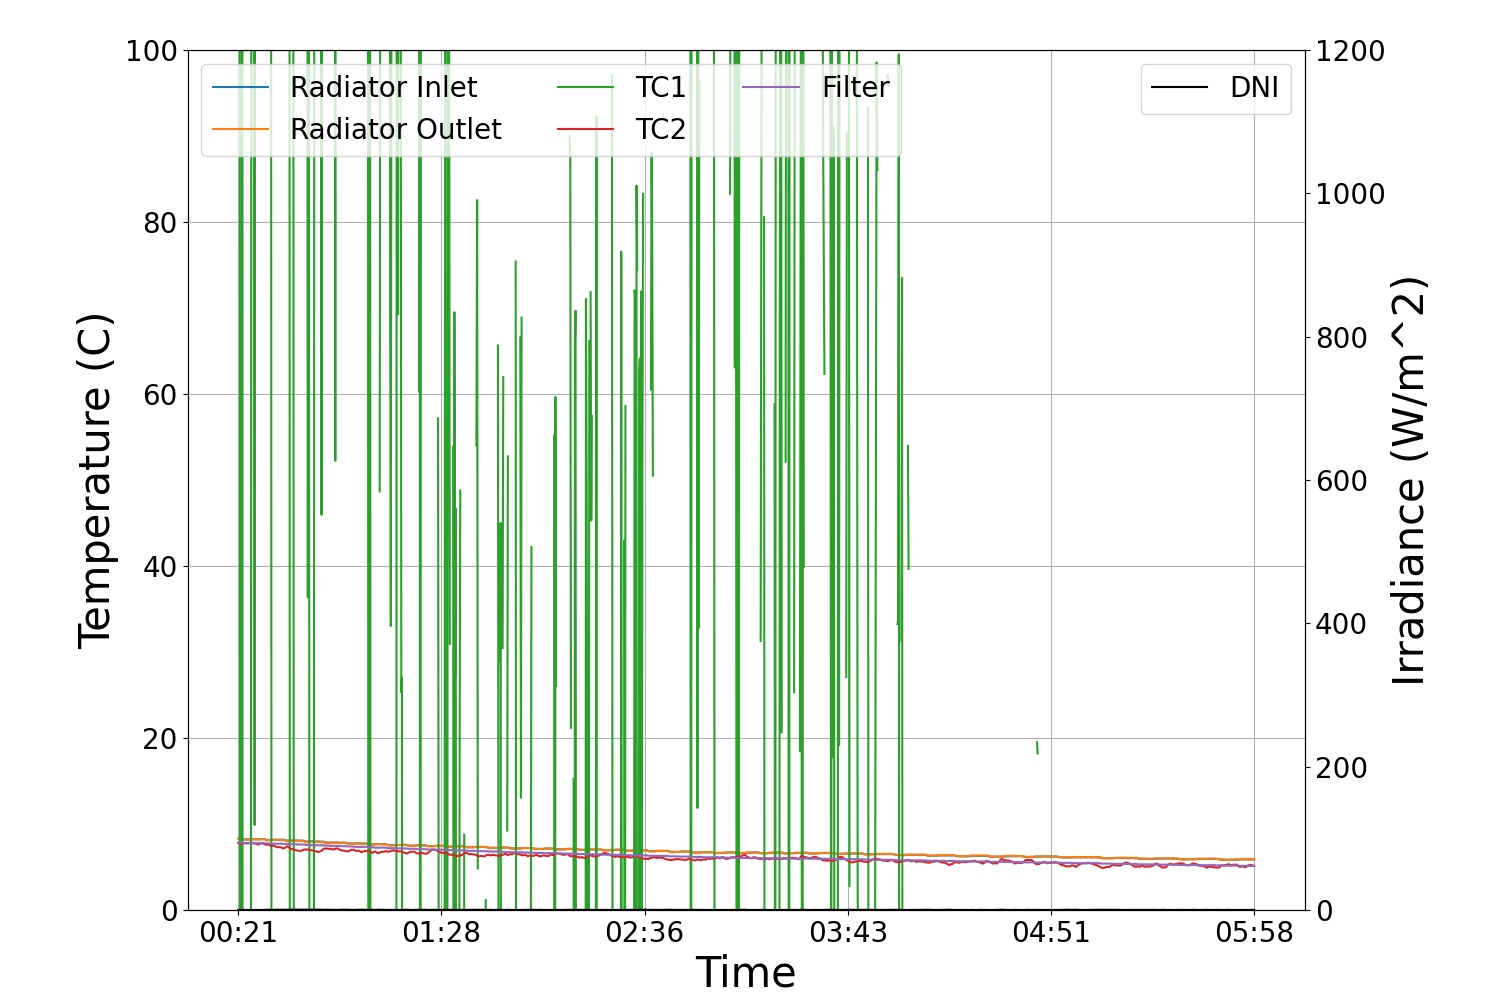 100
80
60
40
20
0
Temperature (C)
Radiator Inlet
Radiator Outlet
TC1
TC2
Filter
DNI
1200
1000
800
600
400
200
0
Irradiance (W/m^2)
00:21 01:28 02:36 03:43 04:51 05:58
Time